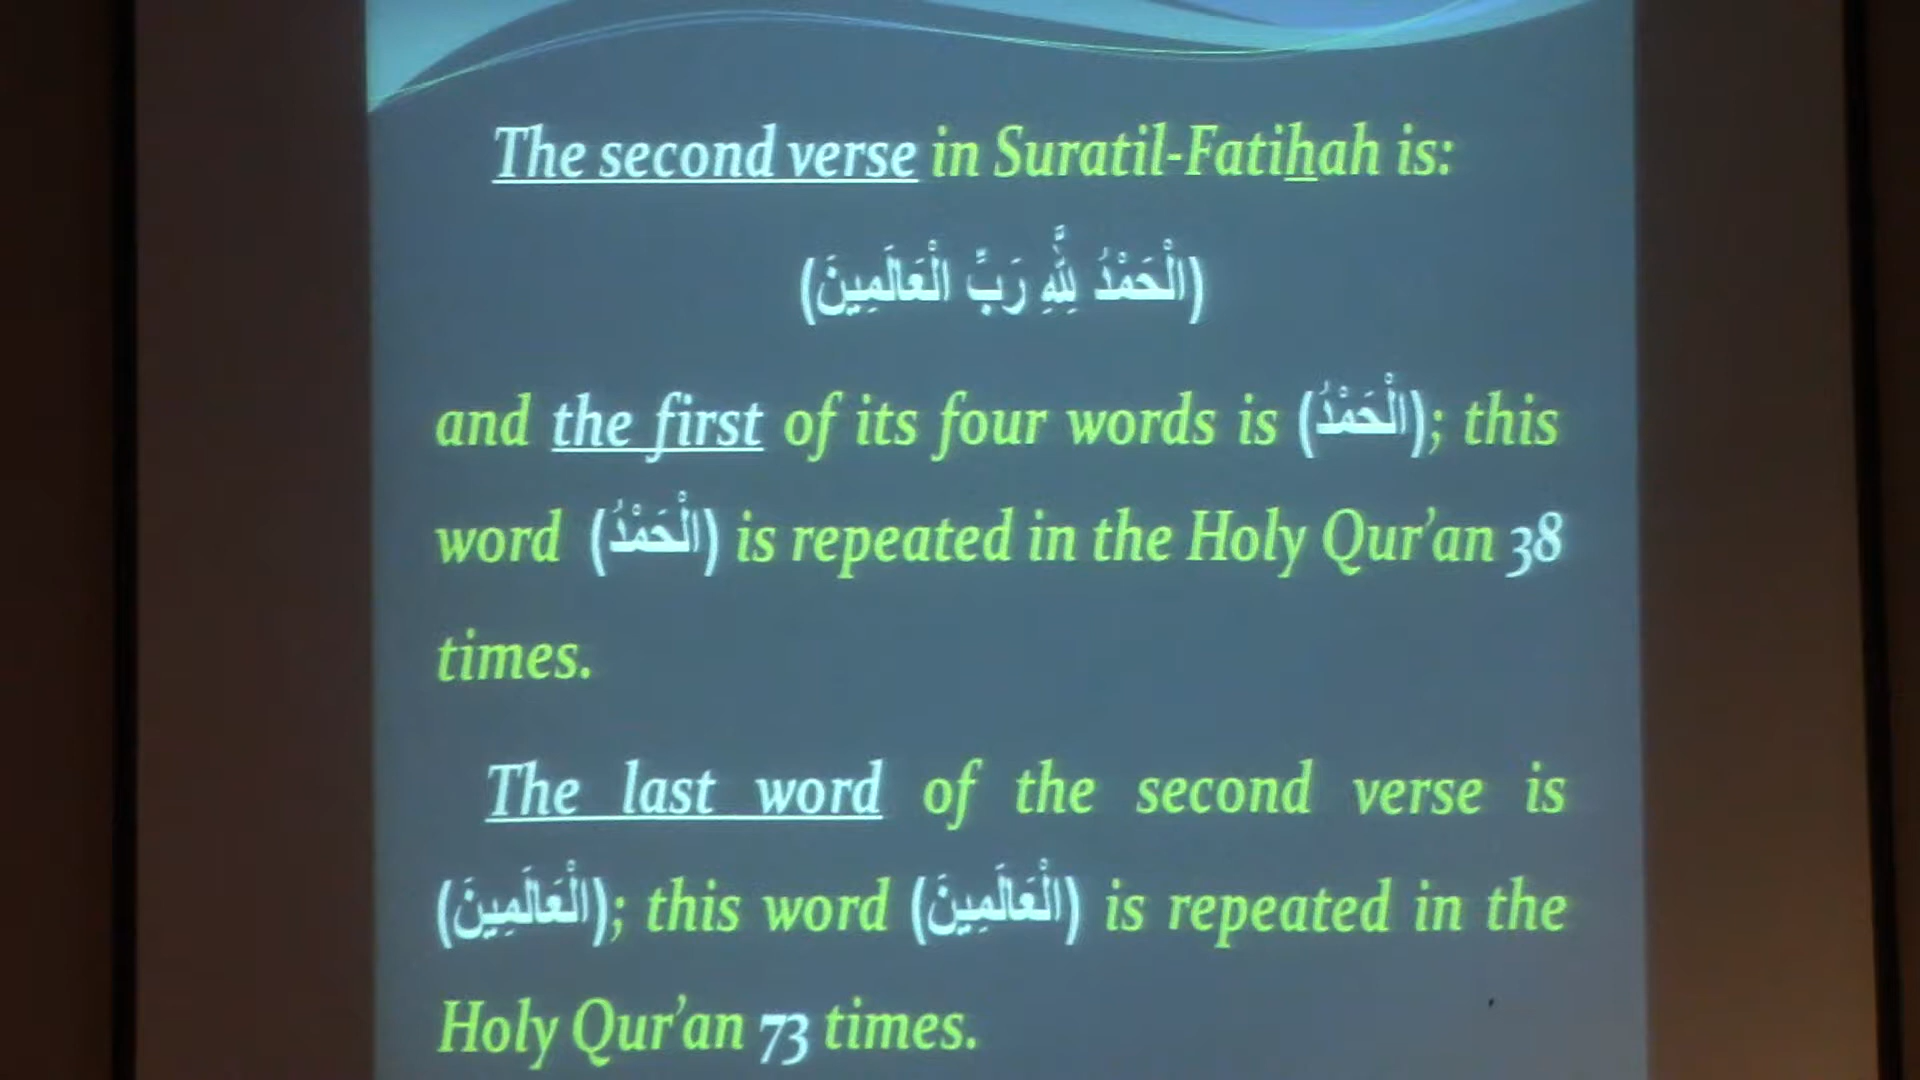 The second verse in Suratil-Fatihah is:
(الْحَمْدُ لِلَّهِ رَبِّ الْعَالَمِينَ)
and the first of its four words is (الْحَمْدُ); this
word (الْحَمْدُ) is repeated in the Holy Qur’an 38
times.
The last word of the second verse is
(الْعَالَمِينَ); this word (الْعَالَمِينَ) is repeated in the
Holy Qur’an 73 times.